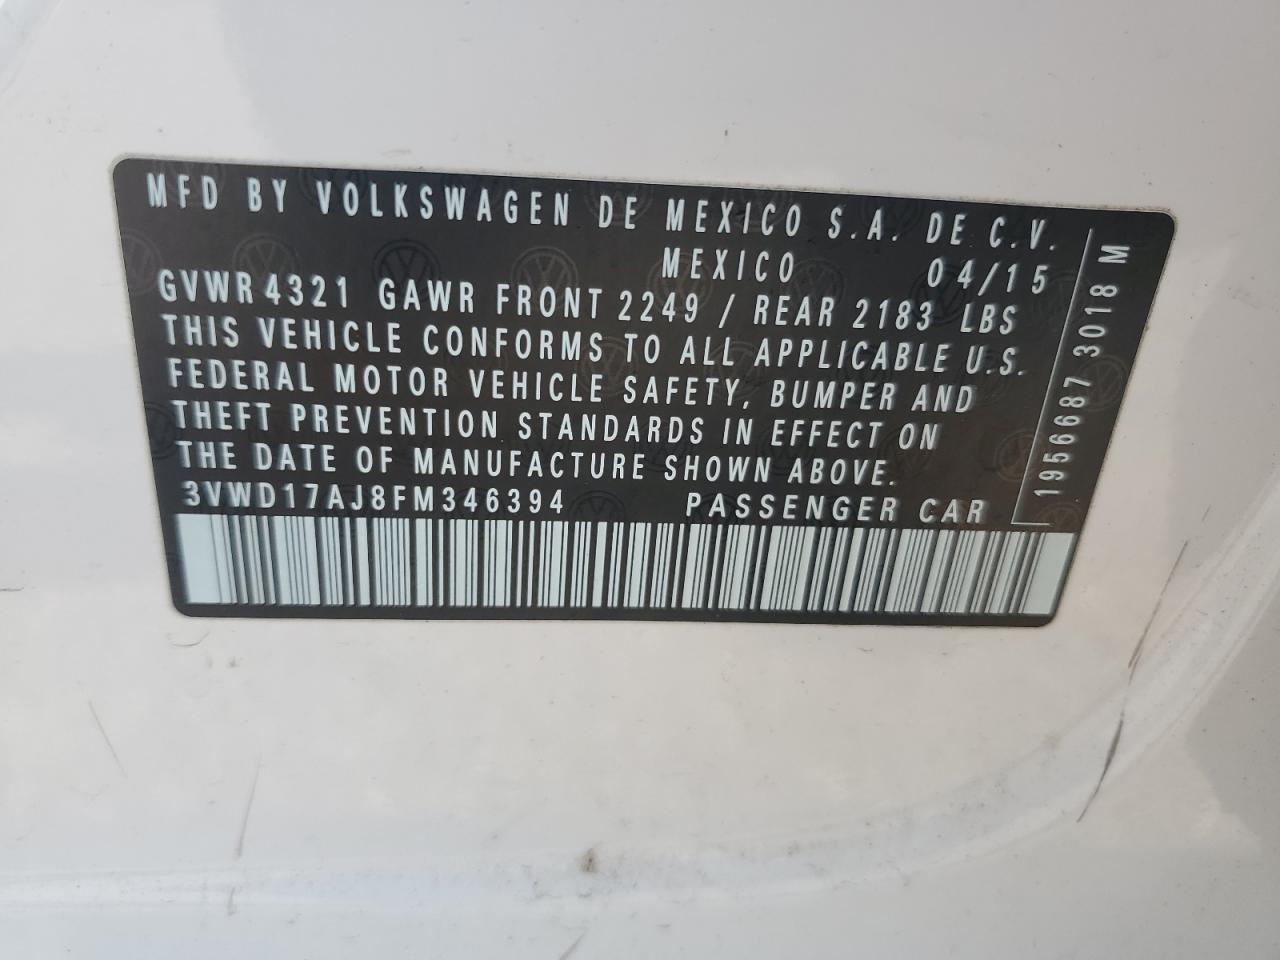 MFD BY VOLKSWAGEN DE MEXICO S.A. DE C.V.
MEXICO 04/15
GVWR 4321 GAWR FRONT 2249 / REAR 2183 LBS
THIS VEHICLE CONFORMS TO ALL APPLICABLE U.S.
FEDERAL MOTOR VEHICLE SAFETY, BUMPER AND
THEFT PREVENTION STANDARDS IN EFFECT ON
THE DATE OF MANUFACTURE SHOWN ABOVE.
3VWD17AJ8FM346394 PASSENGER CAR
1956687 3018 M